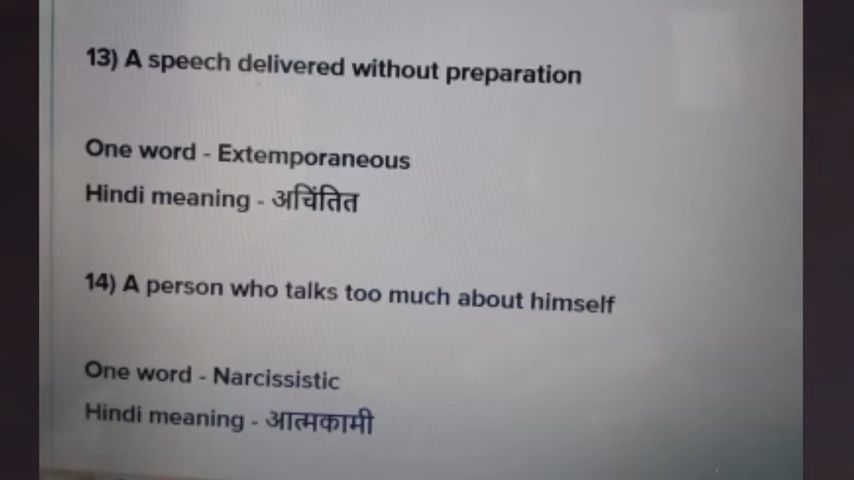 13) A speech delivered without preparation
One word - Extemporaneous
Hindi meaning - अचिंतित
14) A person who talks too much about himself
One word - Narcissistic
Hindi meaning - आत्मकामी